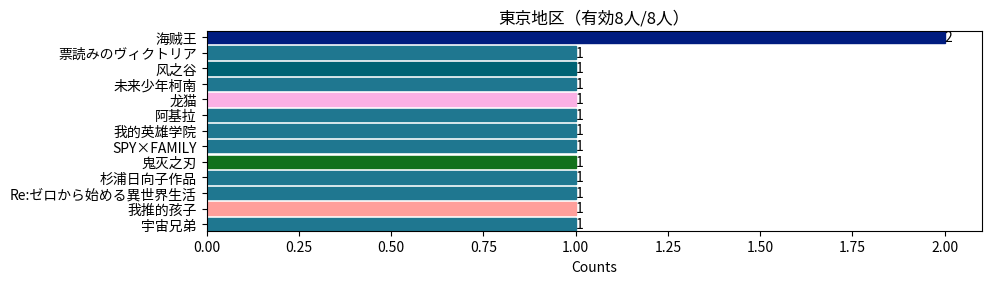 東京地区（有効8人/8人）
海贼王 2
票読みのヴィクトリア 1
风之谷 1
未来少年柯南 1
龙猫 1
阿基拉 1
我的英雄学院 1
SPY×FAMILY 1
鬼灭之刃 1
杉浦日向子作品 1
Re:ゼロから始める異世界生活 1
我推的孩子 1
宇宙兄弟 1
0.00 0.25 0.50 0.75 1.00 1.25 1.50 1.75 2.00
Counts